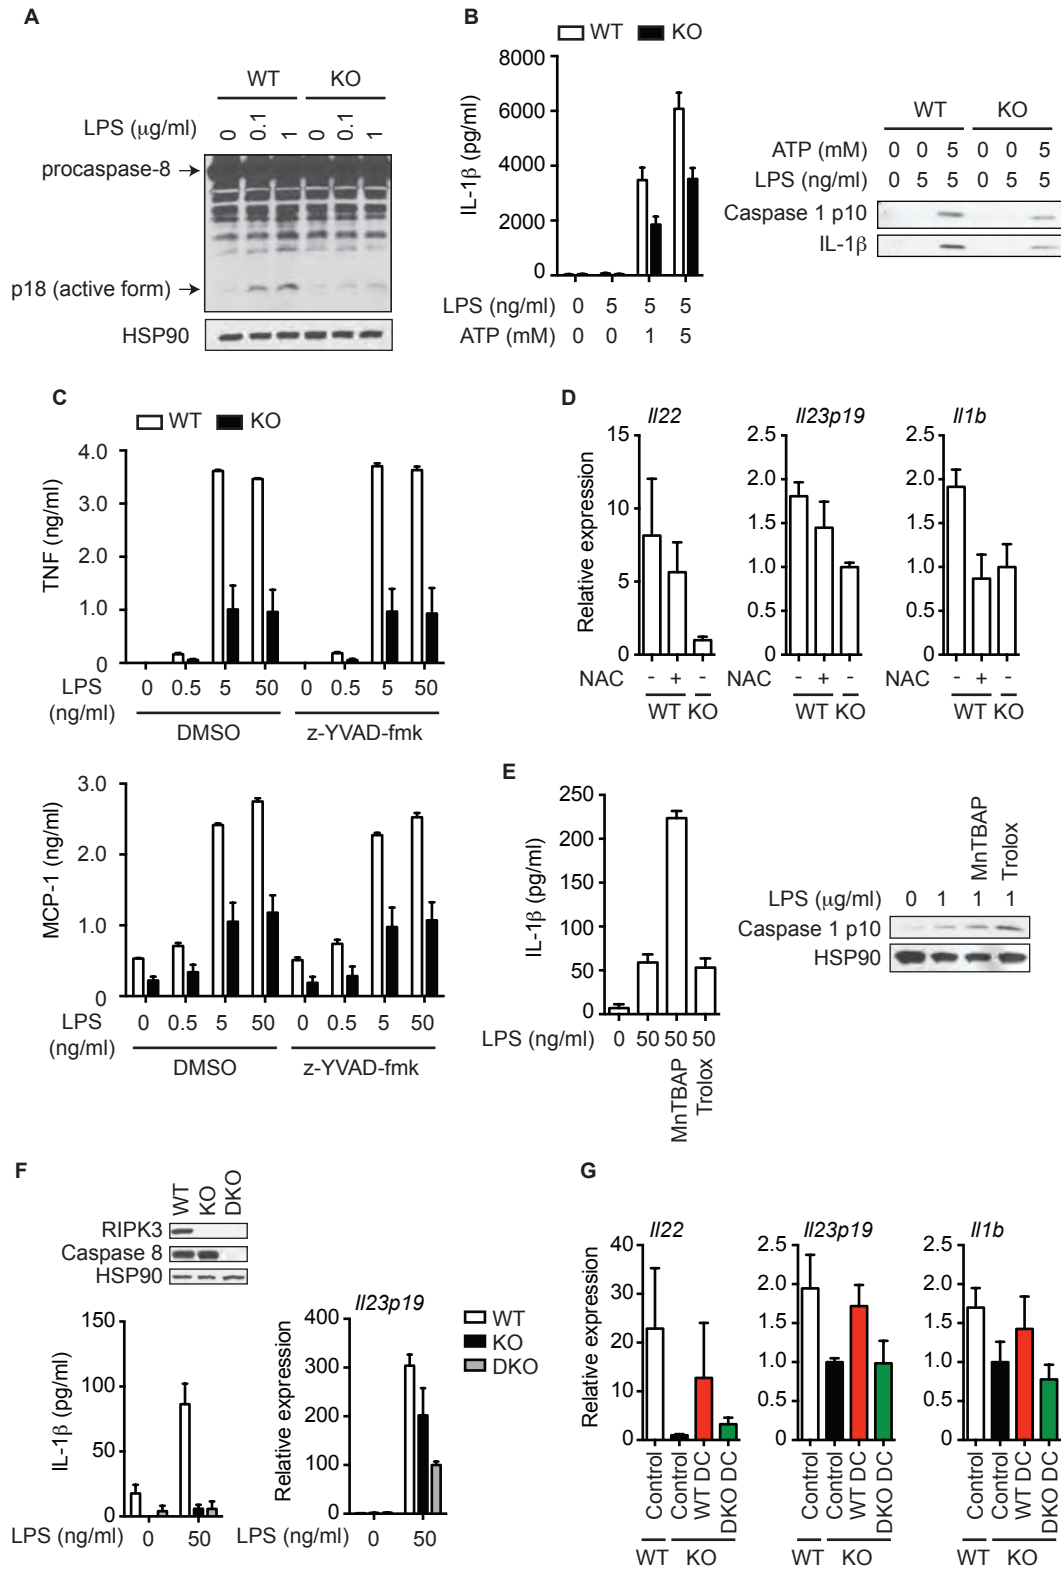 A
WT KO
LPS (μg/ml) 0 0.1 1 0 0.1 1
procaspase-8
p18 (active form)
HSP90
B
WT KO
IL-1β (pg/ml)
8000
6000
4000
2000
0
LPS (ng/ml) 0 5 5 5
ATP (mM) 0 0 1 5
WT KO
ATP (mM) 0 0 5 0 0 5
LPS (ng/ml) 0 5 5 0 5 5
Caspase 1 p10
IL-1β
C
WT KO
TNF (ng/ml)
4.0
3.0
2.0
1.0
0
LPS (ng/ml) 0 0.5 5 50 0 0.5 5 50
DMSO z-YVAD-fmk
MCP-1 (ng/ml)
3.0
2.0
1.0
0
LPS (ng/ml) 0 0.5 5 50 0 0.5 5 50
DMSO z-YVAD-fmk
D
Relative expression
Il22
15
10
5
0
NAC - + -
WT KO
Il23p19
2.5
2.0
1.5
1.0
0.5
0
NAC - + -
WT KO
Il1b
2.5
2.0
1.5
1.0
0.5
0
NAC - + -
WT KO
E
IL-1β (pg/ml)
250
200
150
100
50
0
LPS (ng/ml) 0 50 50 50
MnTBAP
Trolox
MnTBAP
Trolox
LPS (μg/ml) 0 1 1 1
Caspase 1 p10
HSP90
F
WT KO DKO
RIPK3
Caspase 8
HSP90
IL-1β (pg/ml)
150
100
50
0
LPS (ng/ml) 0 50
Il23p19
Relative expression
400
300
200
100
0
LPS (ng/ml) 0 50
WT
KO
DKO
G
Relative expression
Il22
40
30
20
10
0
Control Control WT DC DKO DC
WT KO
Il23p19
2.5
2.0
1.5
1.0
0.5
0
Control Control WT DC DKO DC
WT KO
Il1b
2.5
2.0
1.5
1.0
0.5
0
Control Control WT DC DKO DC
WT KO